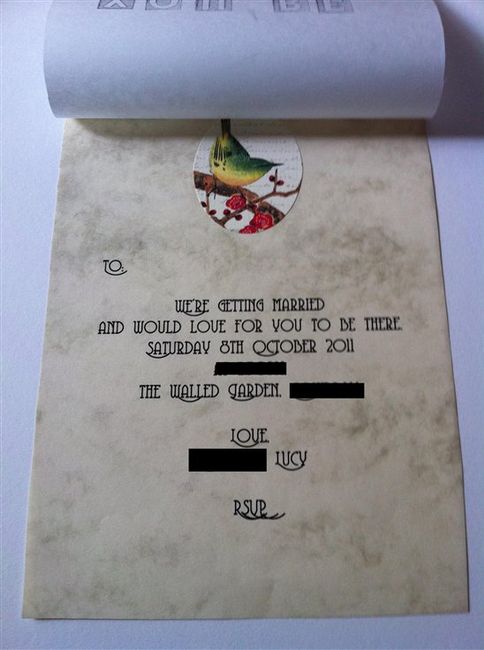 TO:
WE'RE GETTING MARRIED
AND WOULD LOVE FOR YOU TO BE THERE.
SATURDAY 8TH OCTOBER 2011
THE WALLED GARDEN,
LOVE,
LUCY
RSVP